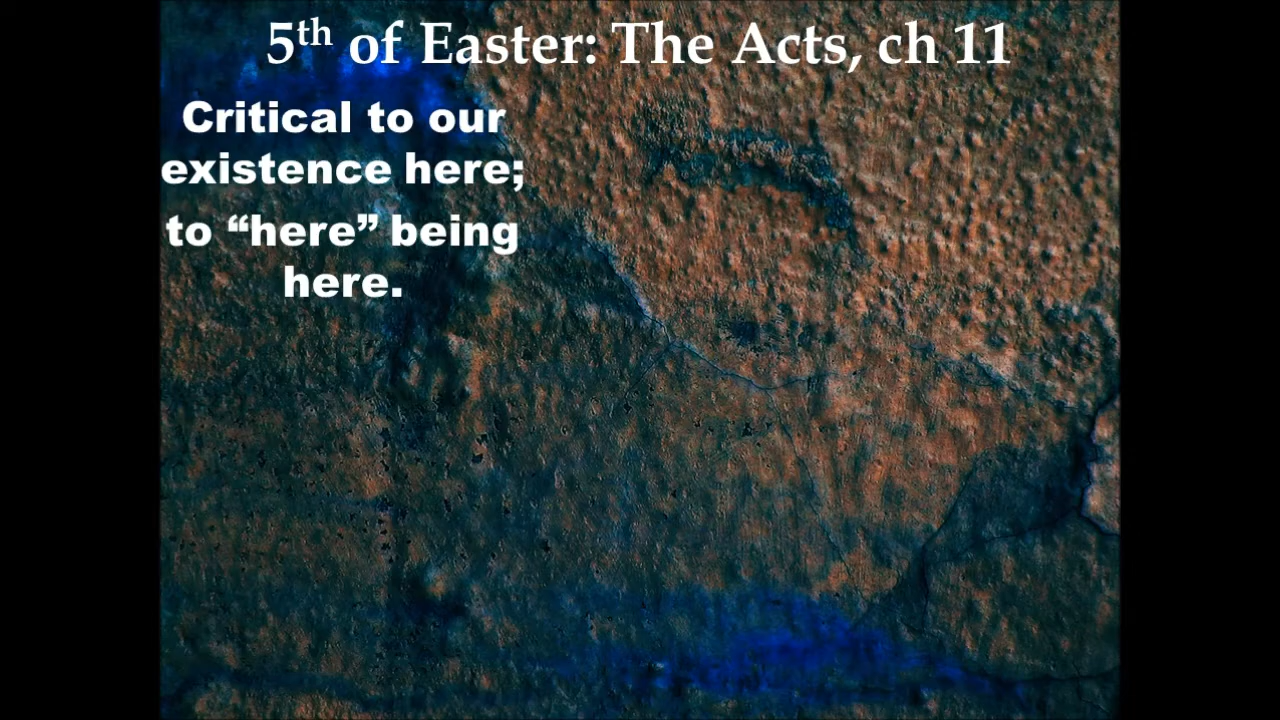 5th of Easter: The Acts, ch 11
Critical to our
existence here;
to “here” being
here.